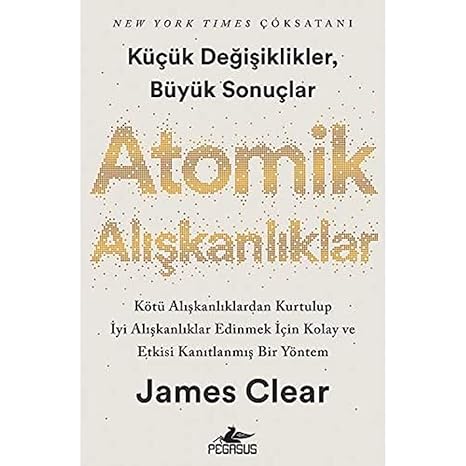 NEW YORK TIMES ÇOKSATANI
Küçük Değişiklikler,
Büyük Sonuçlar
Atomik
Alışkanlıklar
Kötü Alışkanlıklardan Kurtulup
İyi Alışkanlıklar Edinmek İçin Kolay ve
Etkisi Kanıtlanmış Bir Yöntem
James Clear
PEGASUS